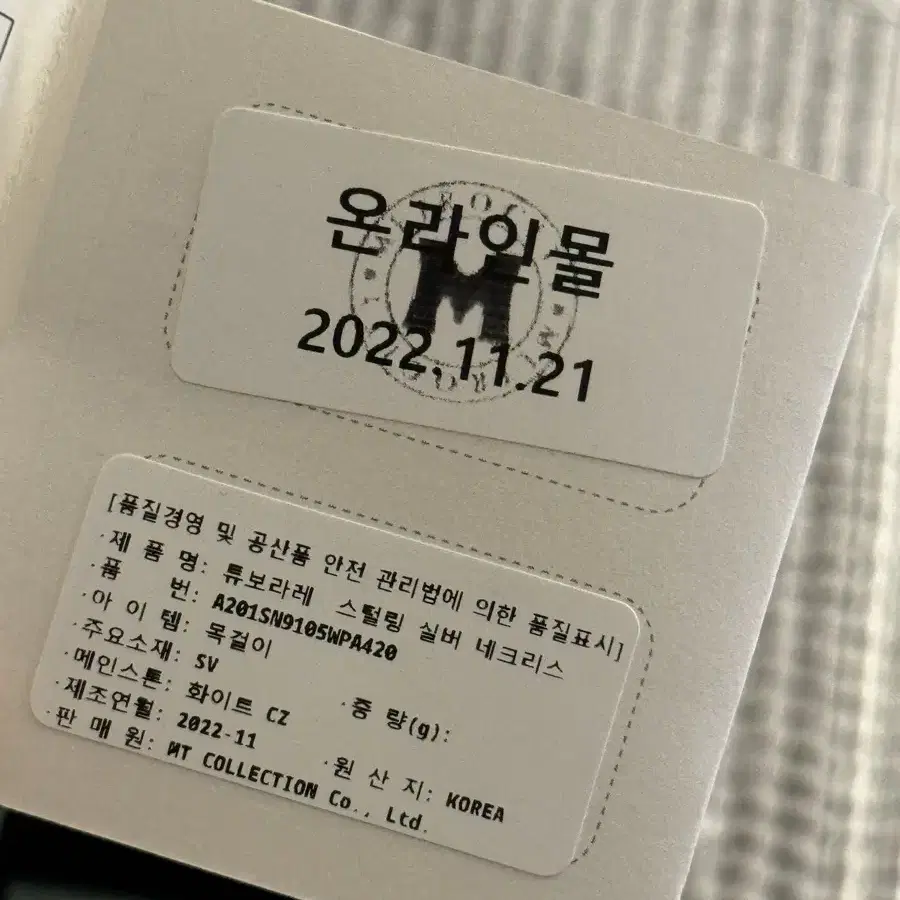 온라인몰
M
2022.11.21
[품질경영 및 공산품 안전 관리법에 의한 품질표시]
·제 품 명: 튜보라레 스털링 실버 네크리스
·품 번: A201SN9105WPA420
·아 이 템: 목걸이
·주요소재: SV ·중 량(g):
·메인스톤: 화이트 CZ
·제조연월: 2022-11 ·원 산 지: KOREA
·판 매 원: MT COLLECTION Co., Ltd.